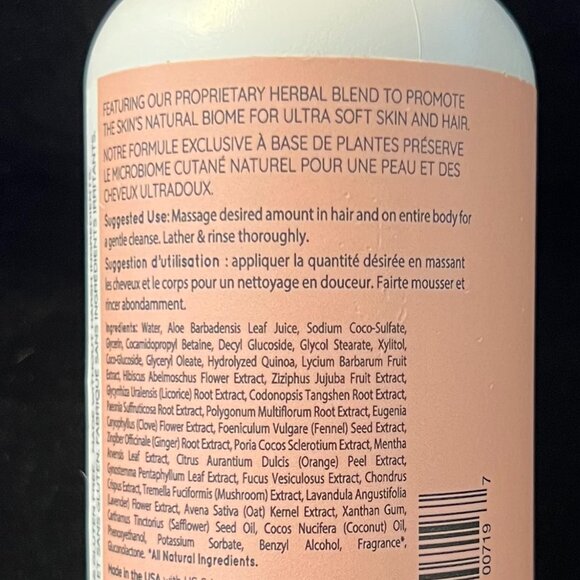 FEATURING OUR PROPRIETARY HERBAL BLEND TO PROMOTE
THE SKIN'S NATURAL BIOME FOR ULTRA SOFT SKIN AND HAIR.
NOTRE FORMULE EXCLUSIVE À BASE DE PLANTES PRÉSERVE
LE MICROBIOME CUTANÉ NATUREL POUR UNE PEAU ET DES
CHEVEUX ULTRADOUX.
Suggested Use: Massage desired amount in hair and on entire body for
a gentle cleanse. Lather & rinse thoroughly.
Suggestion d'utilisation : appliquer la quantité désirée en massant
les cheveux et le corps pour un nettoyage en douceur. Fairte mousser et
rincer abondamment.
Ingredients: Water, Aloe Barbadensis Leaf Juice, Sodium Coco-Sulfate,
Glycerin, Cocamidopropyl Betaine, Decyl Glucoside, Glycol Stearate, Xylitol,
Coco-Glucoside, Glyceryl Oleate, Hydrolyzed Quinoa, Lycium Barbarum Fruit
Extract, Hibiscus Abelmoschus Flower Extract, Ziziphus Jujuba Fruit Extract,
Glycyrrhiza Uralensis (Licorice) Root Extract, Codonopsis Tangshen Root Extract,
Paeonia Suffruticosa Root Extract, Polygonum Multiflorum Root Extract, Eugenia
Caryophyllus (Clove) Flower Extract, Foeniculum Vulgare (Fennel) Seed Extract,
Zingiber Officinale (Ginger) Root Extract, Poria Cocos Sclerotium Extract, Mentha
Arvensis Leaf Extract, Citrus Aurantium Dulcis (Orange) Peel Extract,
Gynostemma Pentaphyllum Leaf Extract, Fucus Vesiculosus Extract, Chondrus
Crispus Extract, Tremella Fuciformis (Mushroom) Extract, Lavandula Angustifolia
(Lavender) Flower Extract, Avena Sativa (Oat) Kernel Extract, Xanthan Gum,
Carthamus Tinctorius (Safflower) Seed Oil, Cocos Nucifera (Coconut) Oil,
Phenoxyethanol, Potassium Sorbate, Benzyl Alcohol, Fragrance*,
Gluconolactone. *All Natural Ingredients.
Made in the USA with US
ET SANS GLUTEN. FABRIQUÉ SANS INGRÉDIENTS IRRITANTS.
00719 7